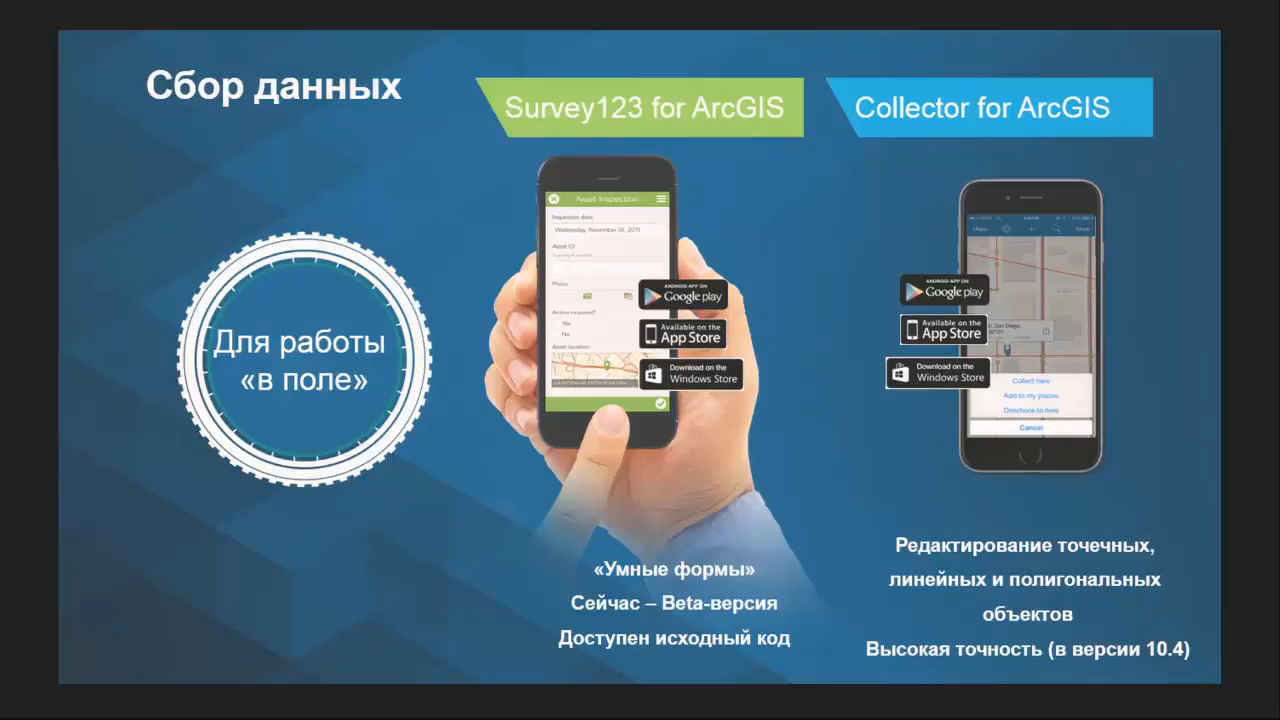 Сбор данных
Survey123 for ArcGIS
Collector for ArcGIS
Для работы
«в поле»
Asset Inspection
Inspection date:
Wednesday, November 04, 2015
Asset ID:
Photo
Action required?
Yes
No
Asset location
ANDROID APP ON
Google play
Available on the
App Store
Download on the
Windows Store
Maps
More
ANDROID APP ON
Google play
Available on the
App Store
Download on the
Windows Store
San Diego,
Collect here
Add to my places
Directions to here
Cancel
«Умные формы»
Сейчас – Beta-версия
Доступен исходный код
Редактирование точечных,
линейных и полигональных
объектов
Высокая точность (в версии 10.4)